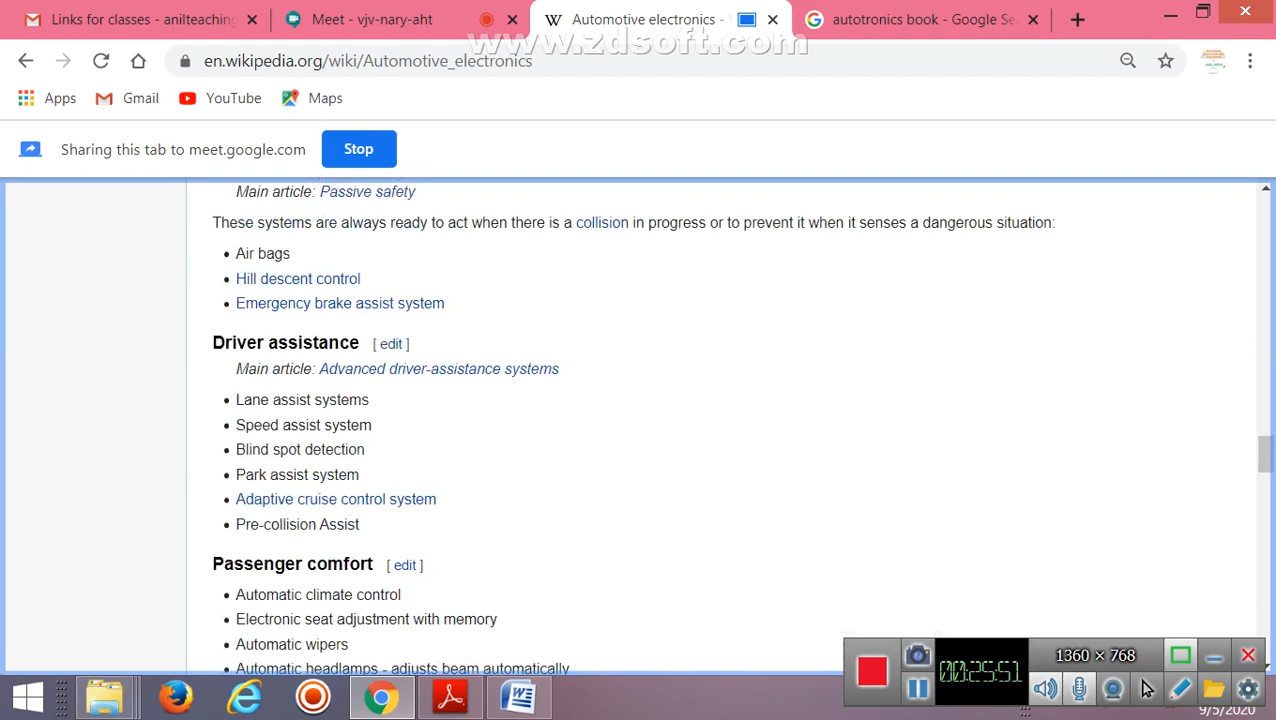 Links for classes - anilteaching
Meet - vjv-nary-aht
Automotive electronics -
autotronics book - Google Se
www.zdsoft.com
en.wikipedia.org/wiki/Automotive_electronics
Apps
Gmail
YouTube
Maps
Sharing this tab to meet.google.com
Stop
Main article: Passive safety
These systems are always ready to act when there is a collision in progress or to prevent it when it senses a dangerous situation:
• Air bags
• Hill descent control
• Emergency brake assist system
Driver assistance [ edit ]
Main article: Advanced driver-assistance systems
• Lane assist systems
• Speed assist system
• Blind spot detection
• Park assist system
• Adaptive cruise control system
• Pre-collision Assist
Passenger comfort [ edit ]
• Automatic climate control
• Electronic seat adjustment with memory
• Automatic wipers
• Automatic headlamps - adjusts beam automatically
00:25:51
1360 × 768
9/5/2020